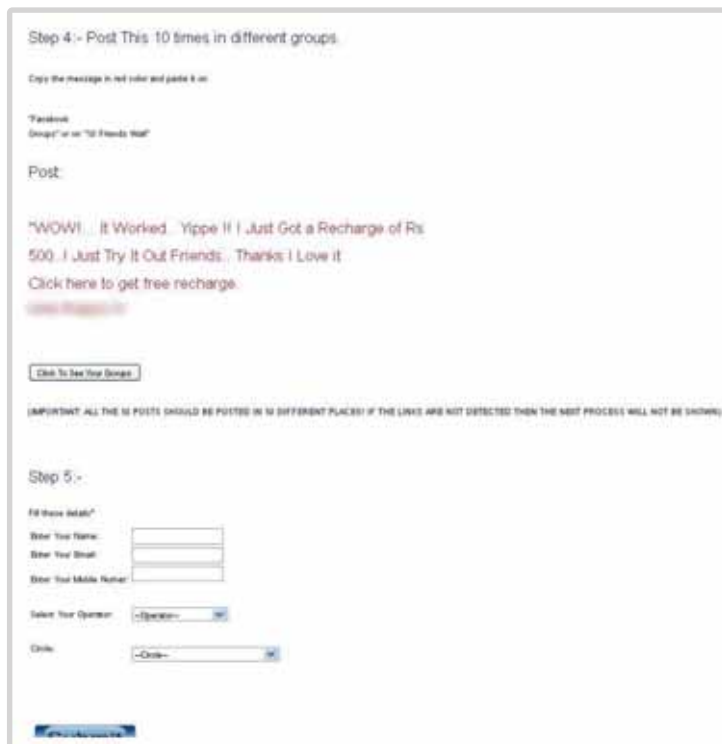 Step 4:- Post This 10 times in different groups.
Copy the message in red color and paste it on
"Facebook
Groups" or on "10 Friends Wall"
Post:
"WOW!... It Worked.. Yippe !! I Just Got a Recharge of Rs
500..! Just Try It Out Friends.. Thanks I Love it
Click here to get free recharge.
Click To See Your Groups
(IMPORTANT: ALL THE 10 POSTS SHOULD BE POSTED IN 10 DIFFERENT PLACES! IF THE LINKS ARE NOT DETECTED THEN THE NEXT PROCESS WILL NOT BE SHOWN)
Step 5:-
Fill these details*
Enter Your Name:
Enter Your Email:
Enter Your Mobile Numer:
Select Your Operator: --Operator--
Circle: --Circle--
Submit